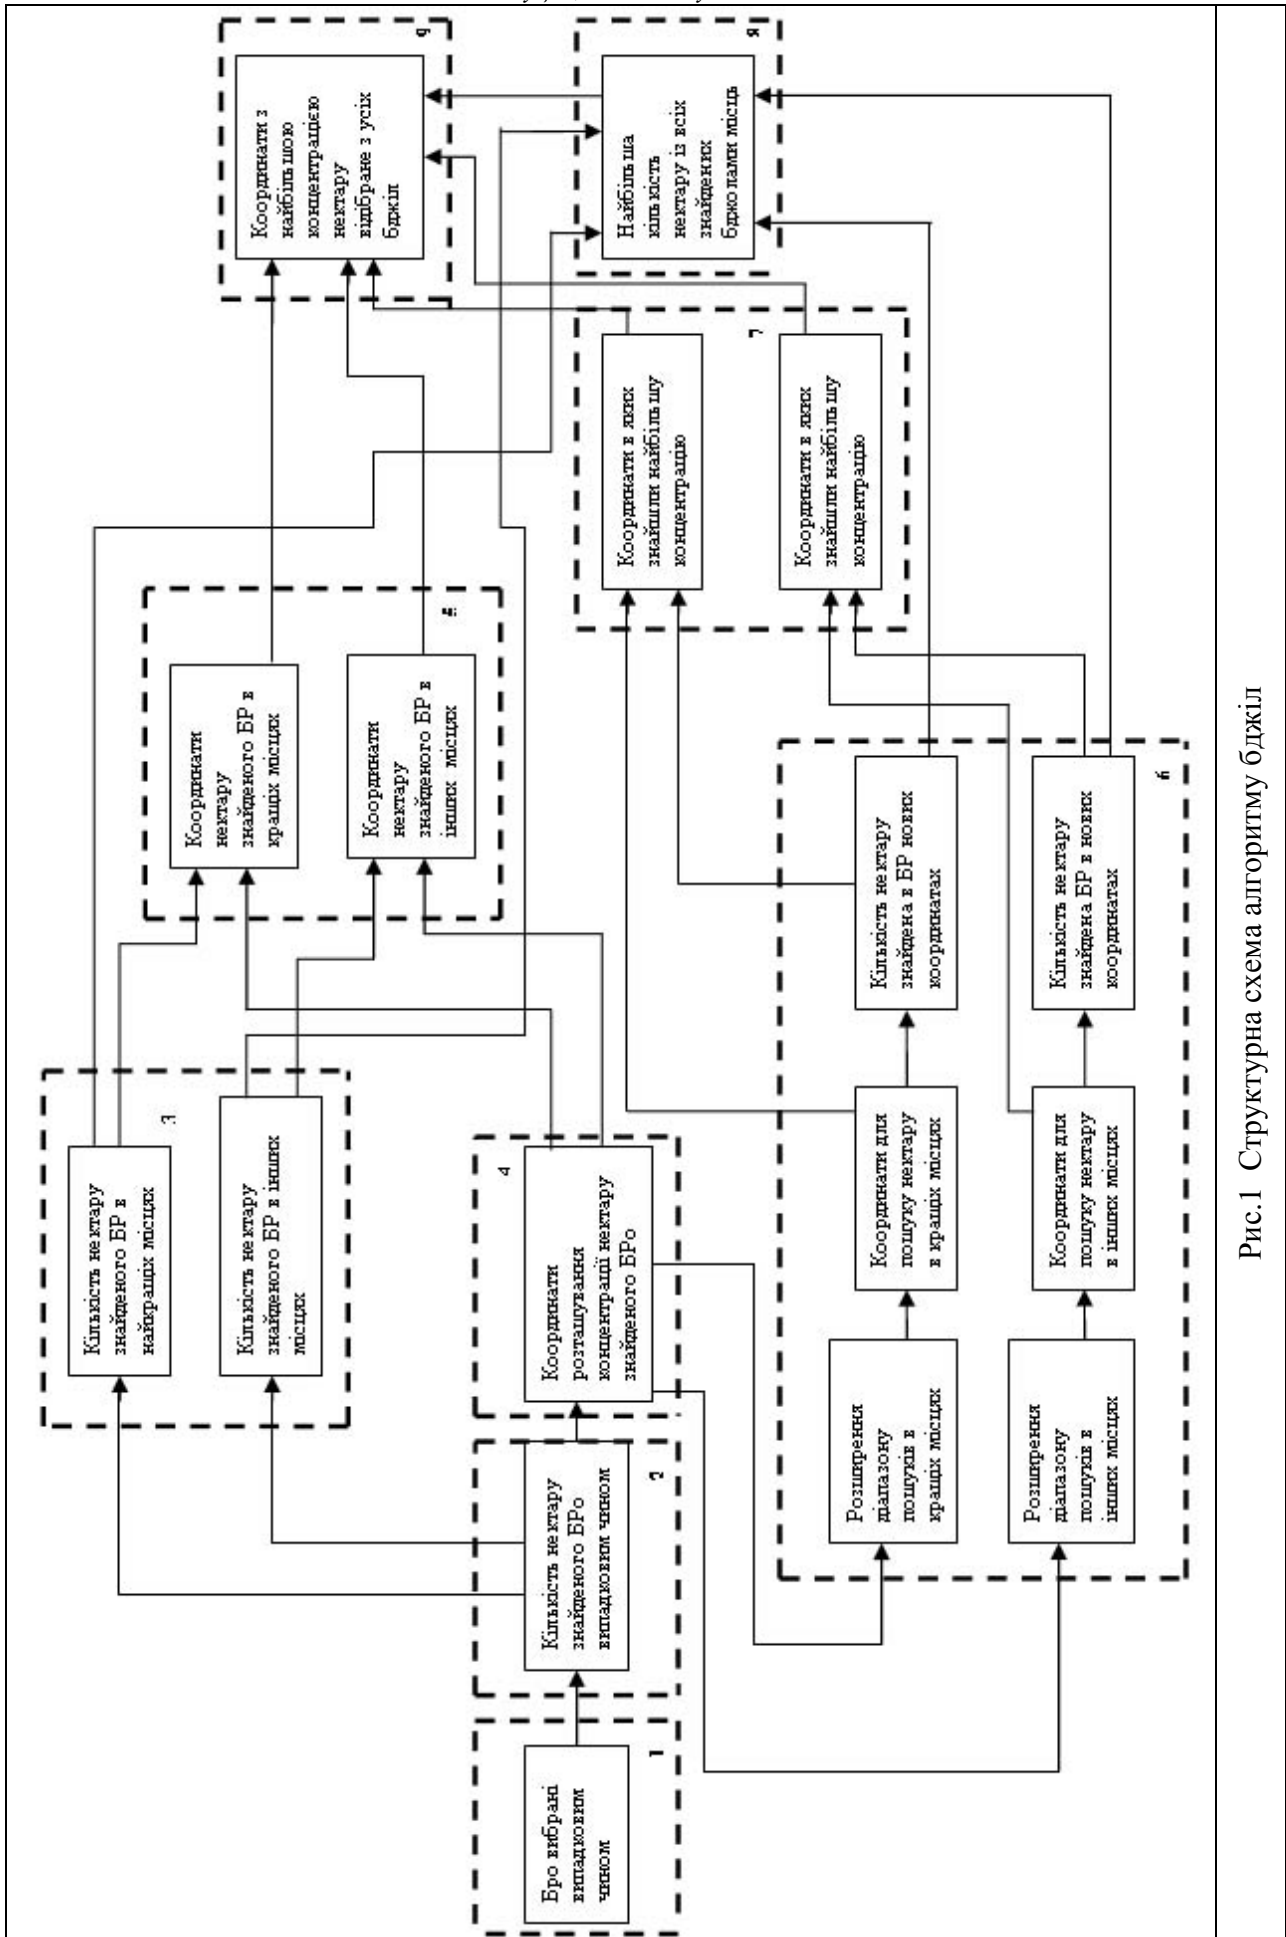 Бро вибрані
випадковим
чином
1
Кількість нектару
знайденого БРо
випадковим чином
2
Кількість нектару
знайденого БР в
найкращіх місцях
Кількість нектару
знайденого БР в інших
місцях
3
Координати
розташування
концентрації нектару
знайденого БРо
4
Координати
нектару
знайденого БР в
кращіх місцях
Координати
нектару
знайденого БР в
інших місцях
5
Розширення
діапазону
пошуків в
кращіх місцях
Координати для
пошуку нектару
в кращіх місцях
Кількість нектару
знайдена в БР нових
координатах
Розширення
діапазону
пошуків в
інших місцях
Координати для
пошуку нектару
в інших місцях
Кількість нектару
знайдена БР в нових
координатах
6
Координати в яких
знайшли найбільшу
концентрацію
Координати в яких
знайшли найбільшу
концентрацію
7
Найбільша
кількість
нектару із всіх
знайдених
бджолами місць
8
Координати з
найбільшою
концентрацією
нектару
відібране з усіх
бджіл
9
Рис.1 Структурна схема алгоритму бджіл